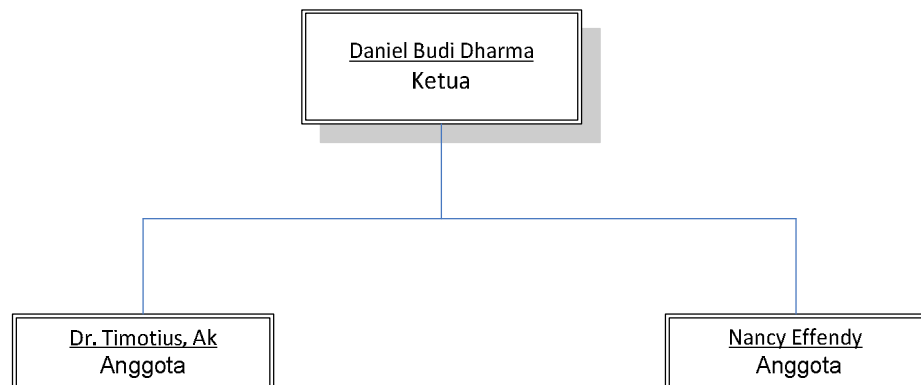 Daniel Budi Dharma
Ketua
Dr. Timotius, Ak
Anggota
Nancy Effendy
Anggota